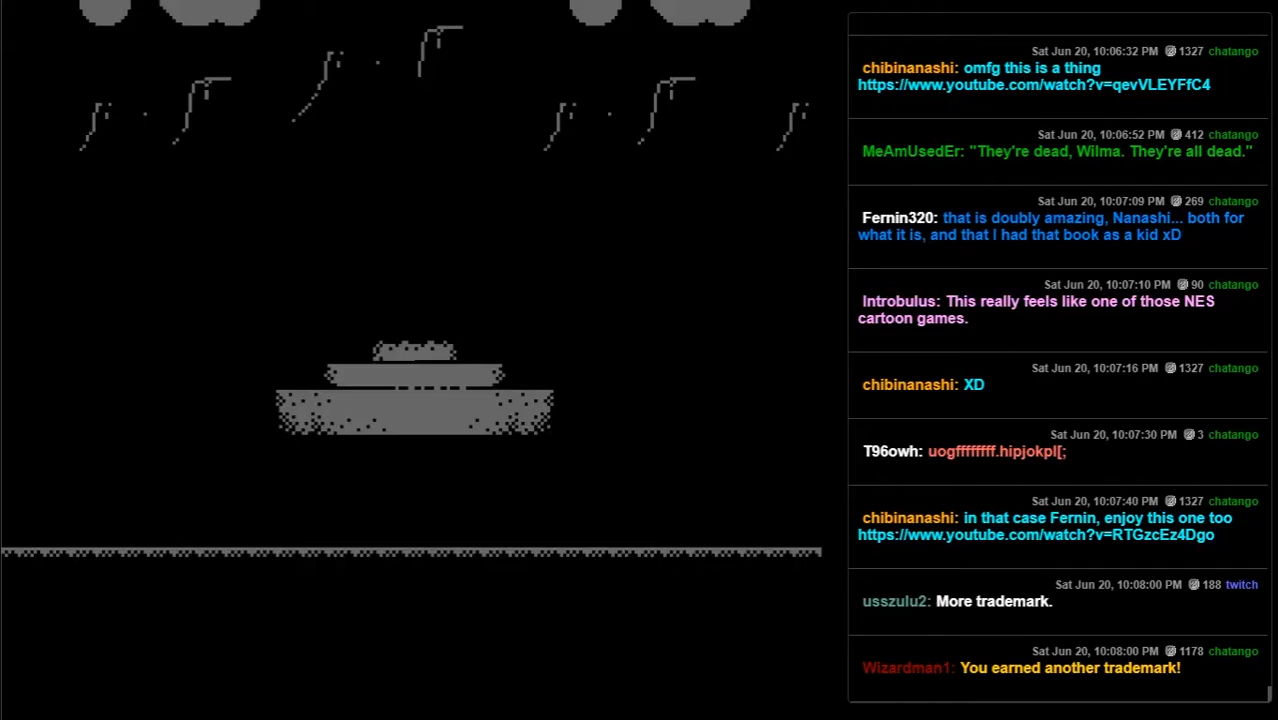 Sat Jun 20, 10:06:32 PM 1327 chatango
chibinanashi: omfg this is a thing
https://www.youtube.com/watch?v=qevVLEYFfC4
Sat Jun 20, 10:06:52 PM 412 chatango
MeAmUsedEr: "They're dead, Wilma. They're all dead."
Sat Jun 20, 10:07:09 PM 269 chatango
Fernin320: that is doubly amazing, Nanashi... both for
what it is, and that I had that book as a kid xD
Sat Jun 20, 10:07:10 PM 90 chatango
Introbulus: This really feels like one of those NES
cartoon games.
Sat Jun 20, 10:07:16 PM 1327 chatango
chibinanashi: XD
Sat Jun 20, 10:07:30 PM 3 chatango
T96owh: uogffffffff.hipjokpl[;
Sat Jun 20, 10:07:40 PM 1327 chatango
chibinanashi: in that case Fernin, enjoy this one too
https://www.youtube.com/watch?v=RTGzcEz4Dgo
Sat Jun 20, 10:08:00 PM 188 twitch
usszulu2: More trademark.
Sat Jun 20, 10:08:00 PM 1178 chatango
Wizardman1: You earned another trademark!